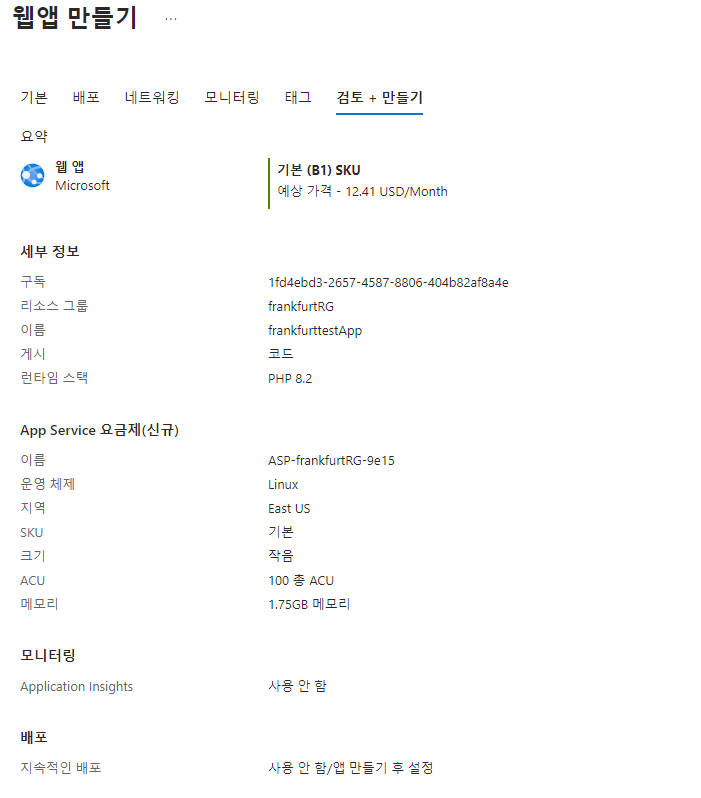 웹앱 만들기 ...
기본 배포 네트워킹 모니터링 태그 검토 + 만들기
요약
웹 앱
Microsoft
기본 (B1) SKU
예상 가격 - 12.41 USD/Month
세부 정보
구독 1fd4ebd3-2657-4587-8806-404b82af8a4e
리소스 그룹 frankfurtRG
이름 frankfurttestApp
게시 코드
런타임 스택 PHP 8.2
App Service 요금제(신규)
이름 ASP-frankfurtRG-9e15
운영 체제 Linux
지역 East US
SKU 기본
크기 작음
ACU 100 총 ACU
메모리 1.75GB 메모리
모니터링
Application Insights 사용 안 함
배포
지속적인 배포 사용 안 함/앱 만들기 후 설정